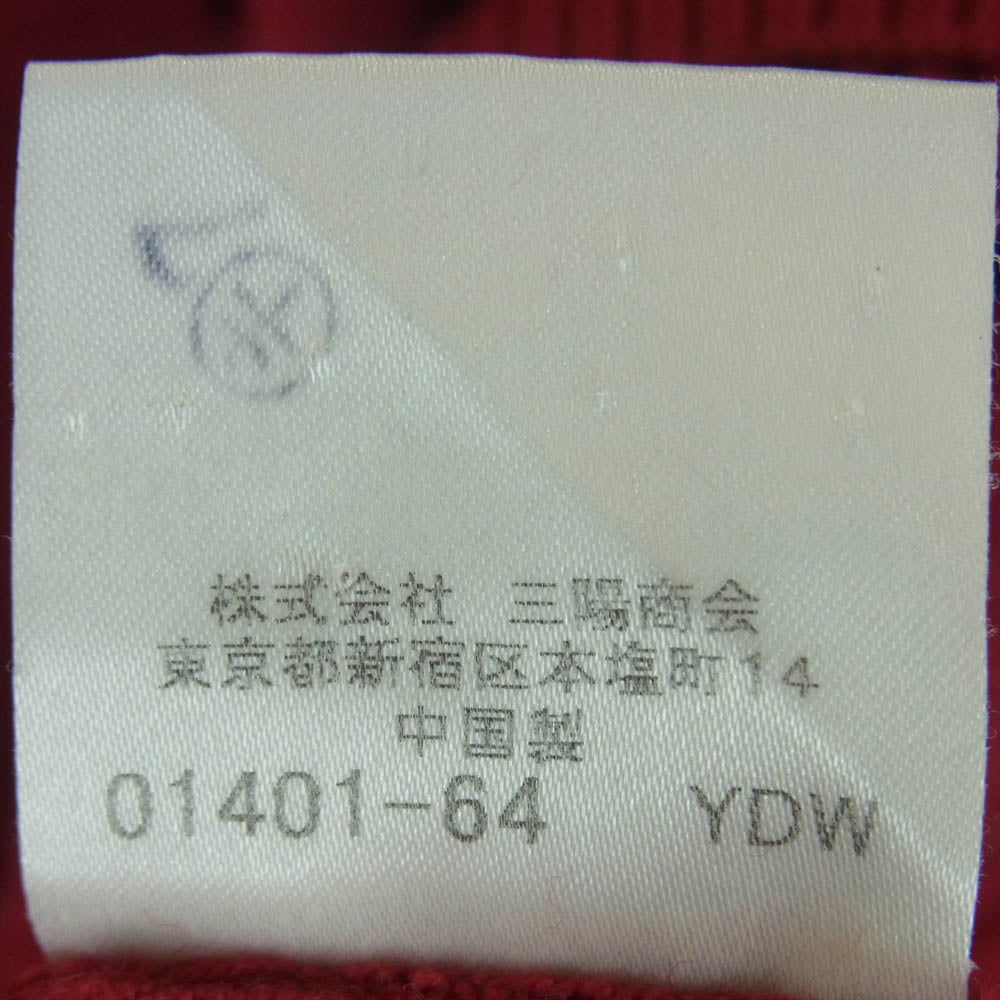 株式会社 三陽商会
東京都新宿区本塩町14
中国製
01401-64 YDW